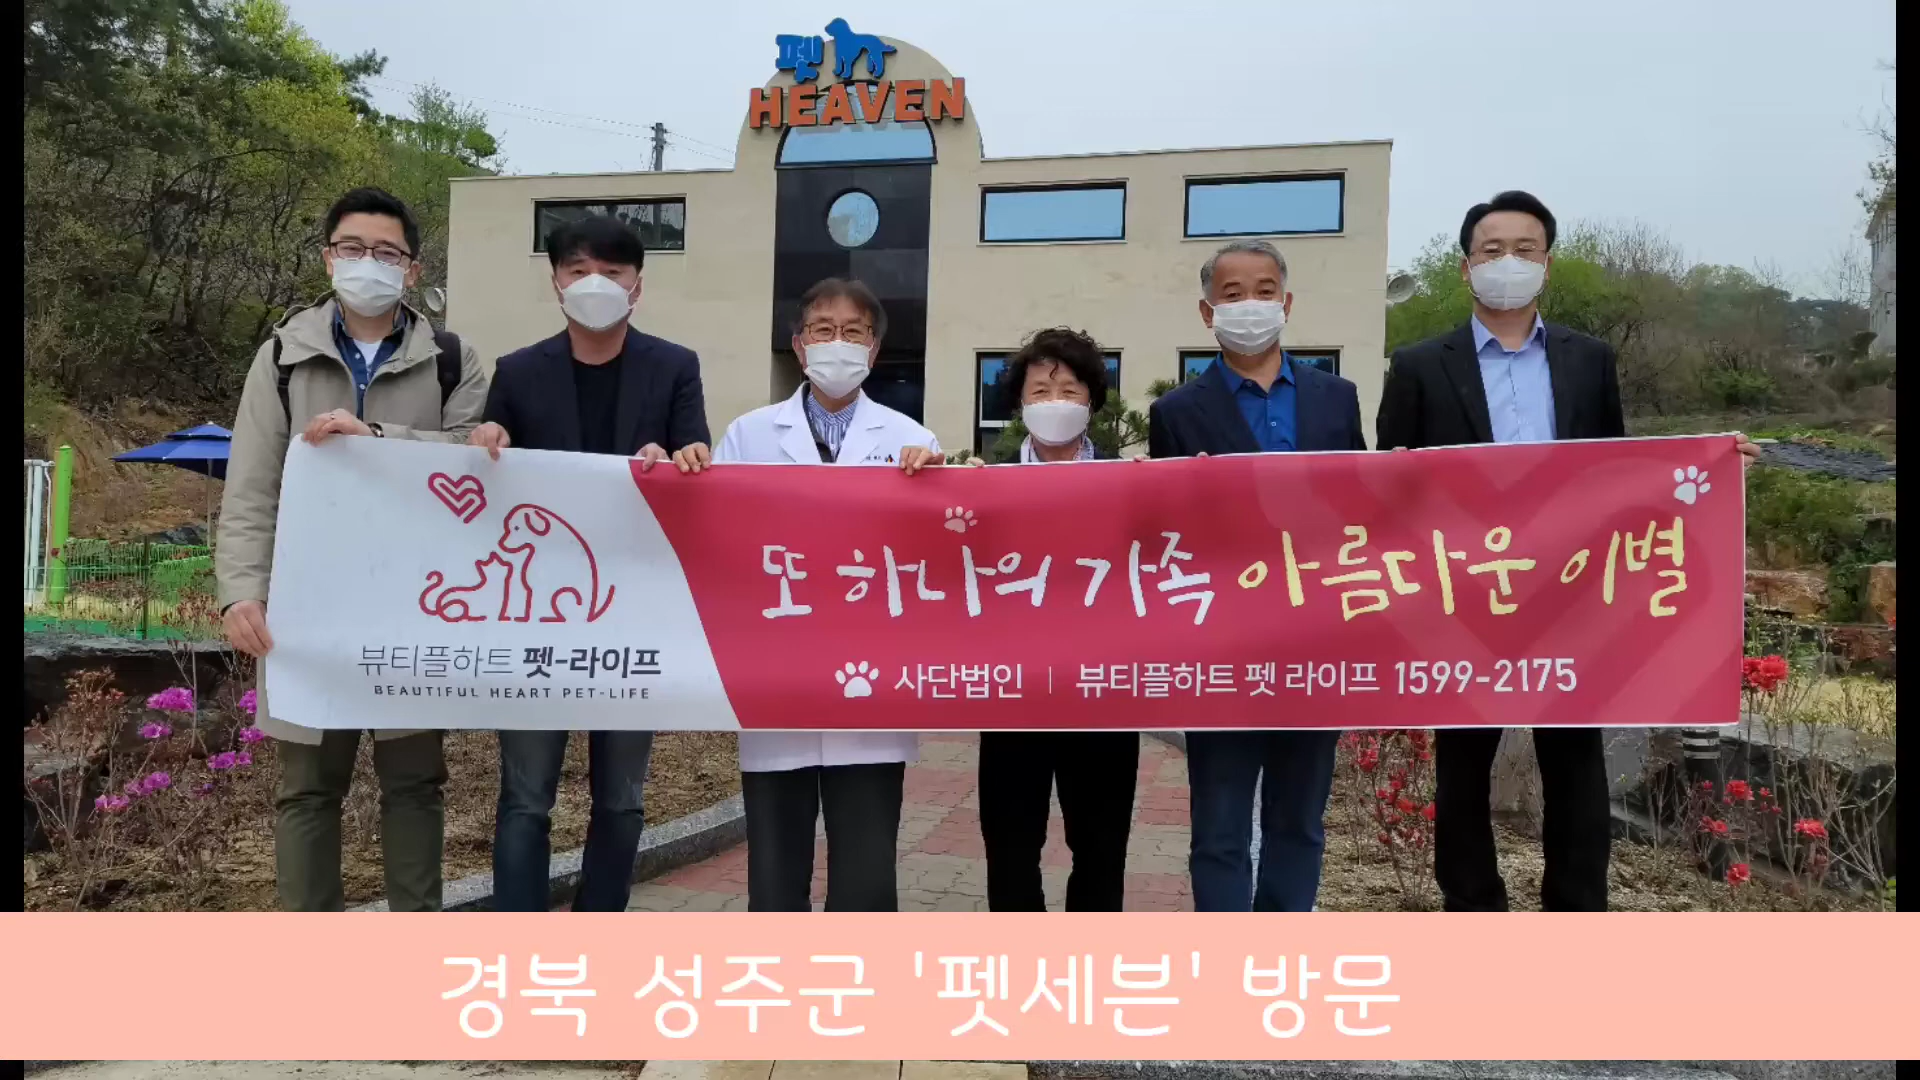 펫
HEAVEN
또 하나의 가족 아름다운 이별
뷰티플하트 펫-라이프
BEAUTIFUL HEART PET-LIFE
사단법인 | 뷰티플하트 펫 라이프 1599-2175
경북 성주군 '펫세븐' 방문